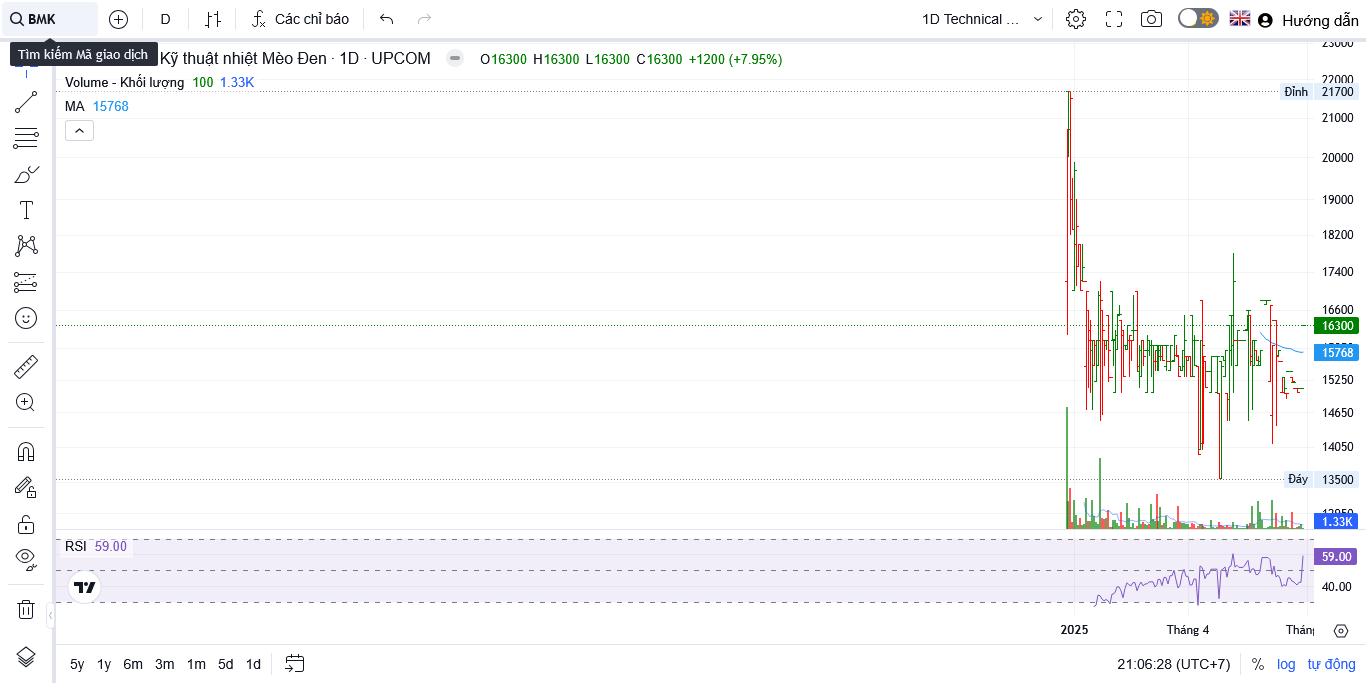 BMK
D
Các chỉ báo
1D Technical ...
Hướng dẫn
Tìm kiếm Mã giao dịch
Kỹ thuật nhiệt Mèo Đen · 1D · UPCOM
O16300 H16300 L16300 C16300 +1200 (+7.95%)
Volume - Khối lượng 100 1.33K
MA 15768
23000
22000
Đỉnh 21700
21000
20000
19000
18200
17400
16600
16300
15768
15250
14650
14050
Đáy 13500
1.33K
RSI 59.00
59.00
40.00
2025
Tháng 4
5y 1y 6m 3m 1m 5d 1d
21:06:28 (UTC+7)
% log tự động